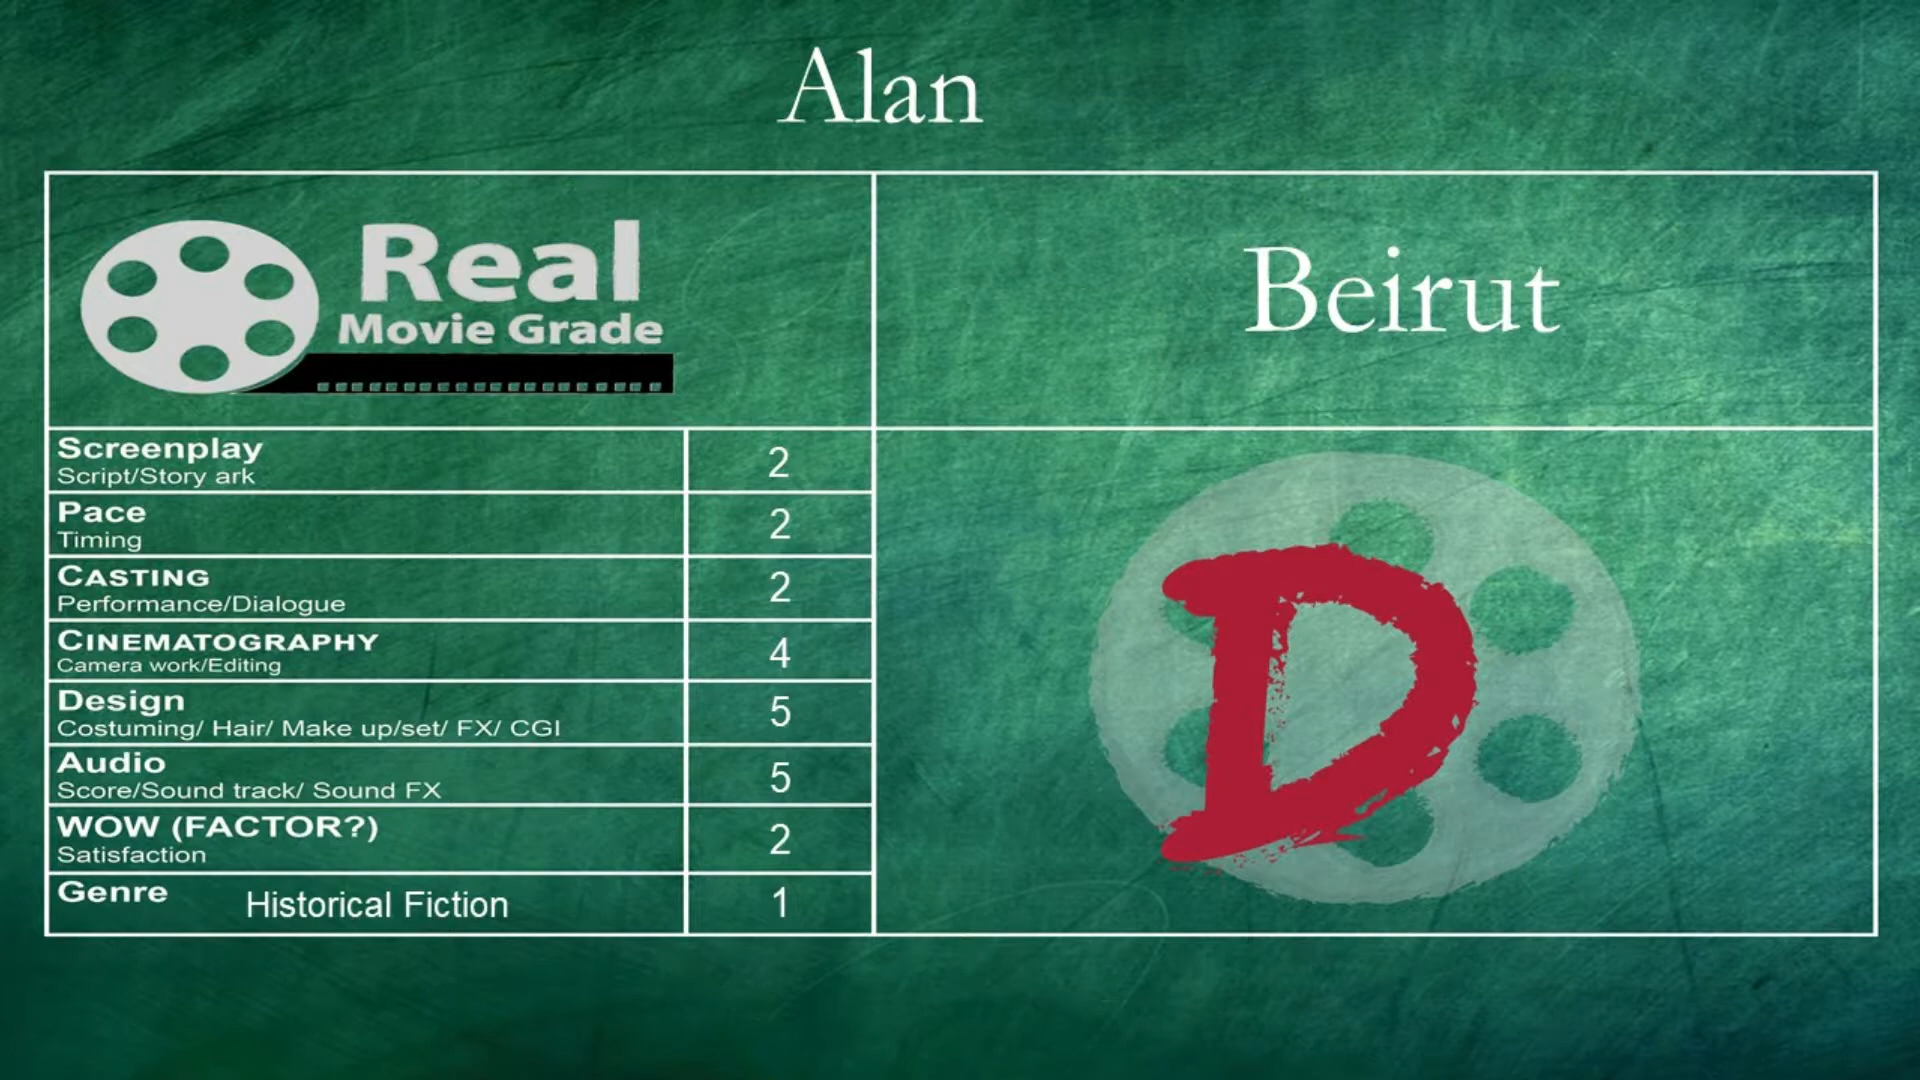 Alan
Real
Movie Grade
Beirut
Screenplay 2
Script/Story ark
Pace 2
Timing
CASTING 2
Performance/Dialogue
CINEMATOGRAPHY 4
Camera work/Editing
Design 5
Costuming/ Hair/ Make up/set/ FX/ CGI
Audio 5
Score/Sound track/ Sound FX
WOW (FACTOR?) 2
Satisfaction
Genre Historical Fiction 1
D